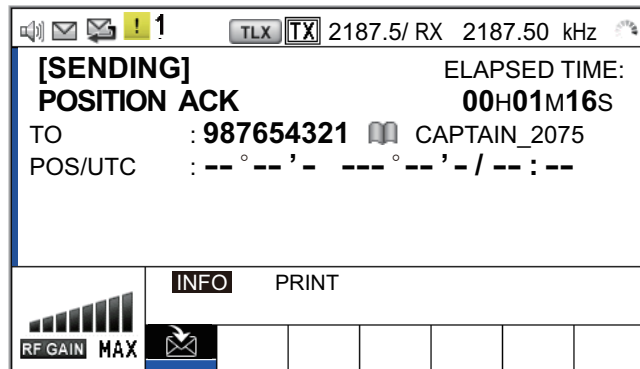 ! 1 TLX TX 2187.5/ RX 2187.50 kHz
[SENDING] ELAPSED TIME:
POSITION ACK 00H01M16S
TO : 987654321 CAPTAIN_2075
POS/UTC : --°--’- ---°--’-/--:--
INFO PRINT
RF GAIN MAX